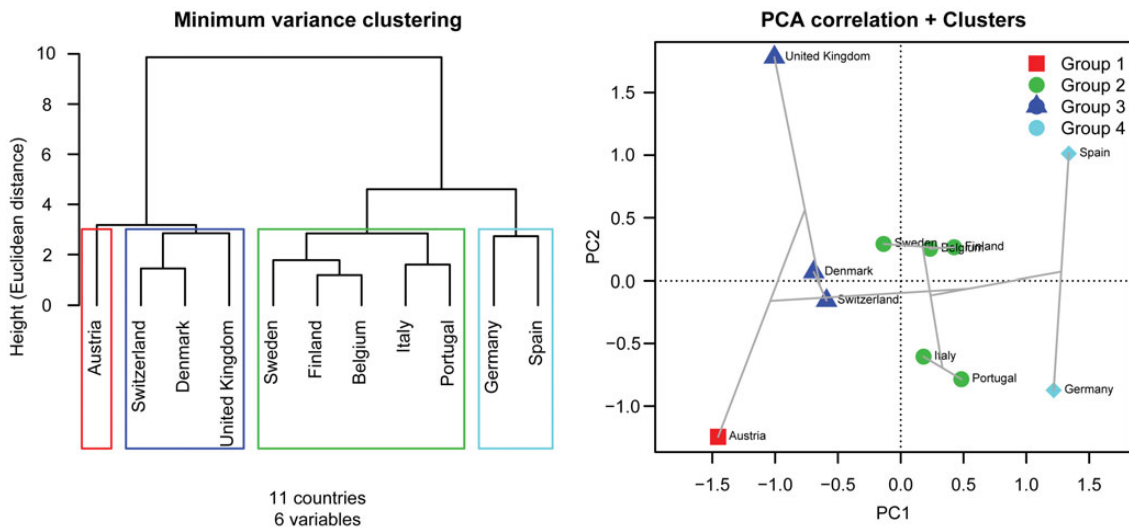 Minimum variance clustering
Height (Euclidean distance)
10
8
6
4
2
0
Austria
Switzerland
Denmark
United Kingdom
Sweden
Finland
Belgium
Italy
Portugal
Germany
Spain
11 countries
6 variables
PCA correlation + Clusters
PC2
1.5
1.0
0.5
0.0
−0.5
−1.0
United Kingdom
Group 1
Group 2
Group 3
Group 4
Spain
Sweden
Belgium
Finland
Denmark
Switzerland
Italy
Portugal
Germany
Austria
−1.5 −1.0 −0.5 0.0 0.5 1.0 1.5
PC1